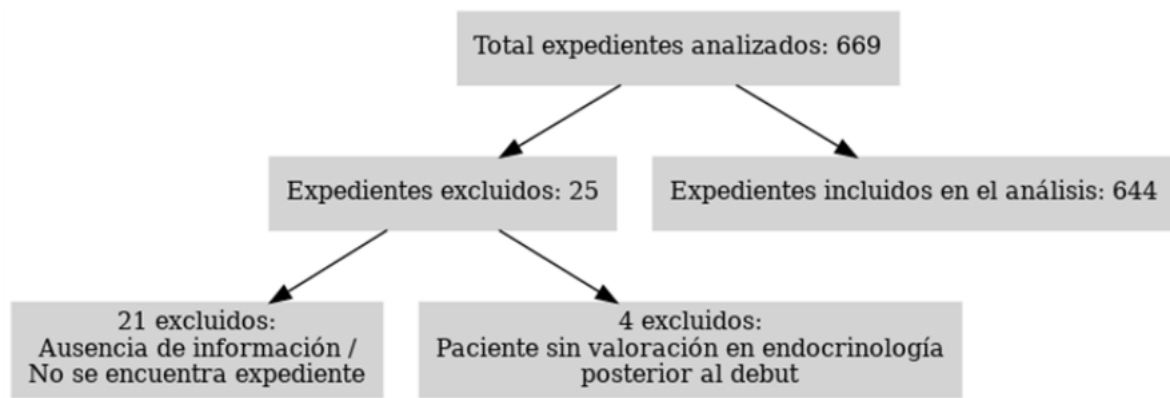 Total expedientes analizados: 669
Expedientes excluidos: 25
Expedientes incluidos en el análisis: 644
21 excluidos:
Ausencia de información /
No se encuentra expediente
4 excluidos:
Paciente sin valoración en endocrinología
posterior al debut